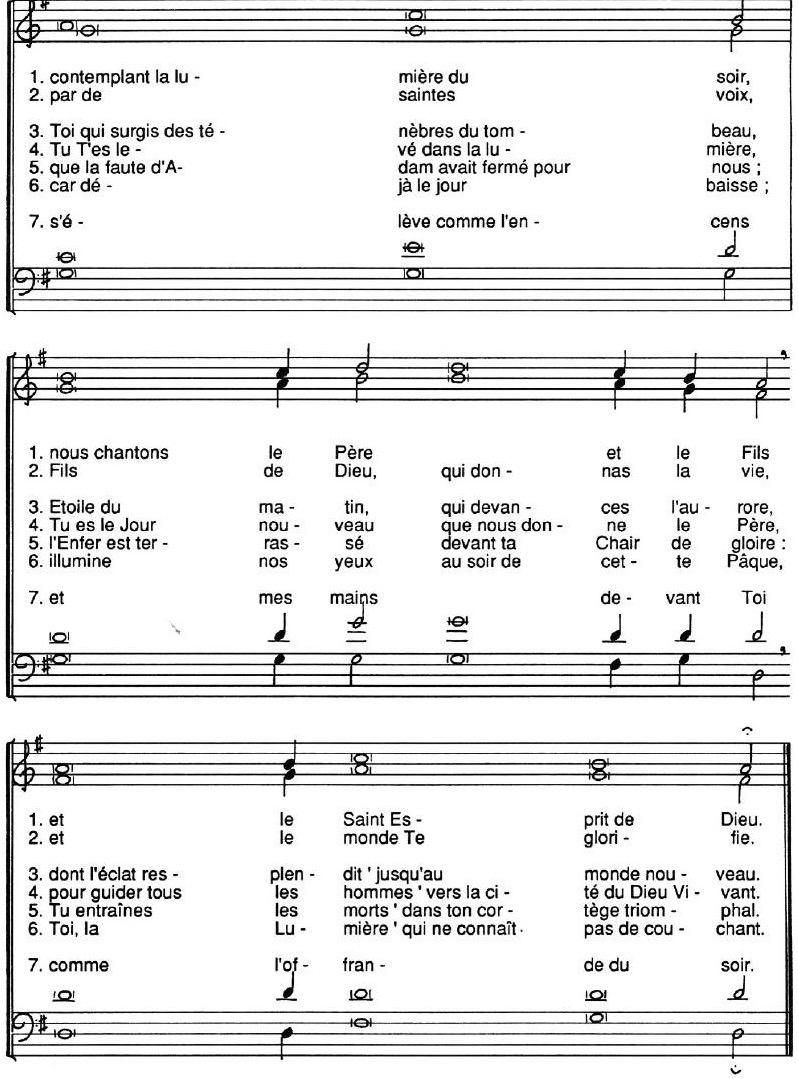 1. contemplant la lu - mière du soir,
2. par de saintes voix,
3. Toi qui surgis des té - nèbres du tom - beau,
4. Tu T'es le - vé dans la lu - mière,
5. que la faute d'A- dam avait fermé pour nous ;
6. car dé - jà le jour baisse ;
7. s'é - lève comme l'en - cens
1. nous chantons le Père et le Fils
2. Fils de Dieu, qui don - nas la vie,
3. Etoile du ma - tin, qui devan - ces l'au - rore,
4. Tu es le Jour nou - veau que nous don - ne le Père,
5. l'Enfer est ter - ras - sé devant ta Chair de gloire :
6. illumine nos yeux au soir de cet - te Pâque,
7. et mes mains de - vant Toi
1. et le Saint Es - prit de Dieu.
2. et le monde Te glori - fie.
3. dont l'éclat res - plen - dit ' jusqu'au monde nou - veau.
4. pour guider tous les hommes ' vers la ci - té du Dieu Vi - vant.
5. Tu entraînes les morts ' dans ton cor - tège triom - phal.
6. Toi, la Lu - mière ' qui ne connaît pas de cou - chant.
7. comme l'of - fran - de du soir.